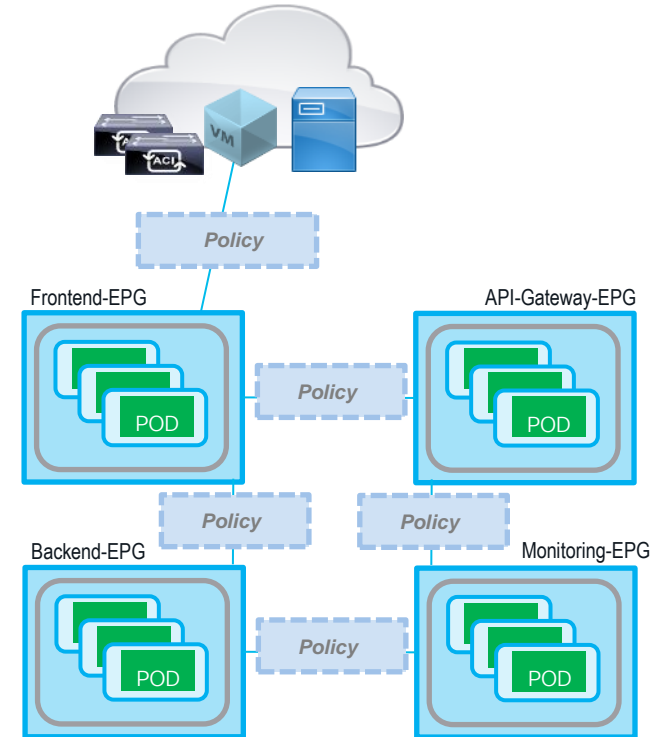 VM
ACI
Policy
Frontend-EPG
API-Gateway-EPG
Policy
POD
POD
Policy
Policy
Backend-EPG
Monitoring-EPG
Policy
POD
POD